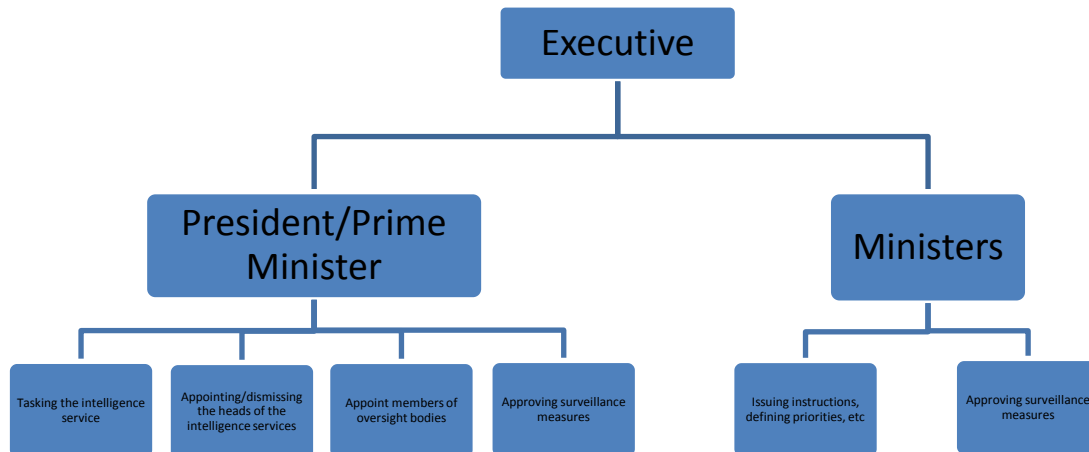 Executive
President/Prime
Minister
Ministers
Tasking the intelligence
service
Appointing/dismissing
the heads of the
intelligence services
Appoint members of
oversight bodies
Approving surveillance
measures
Issuing instructions,
defining priorities, etc
Approving surveillance
measures